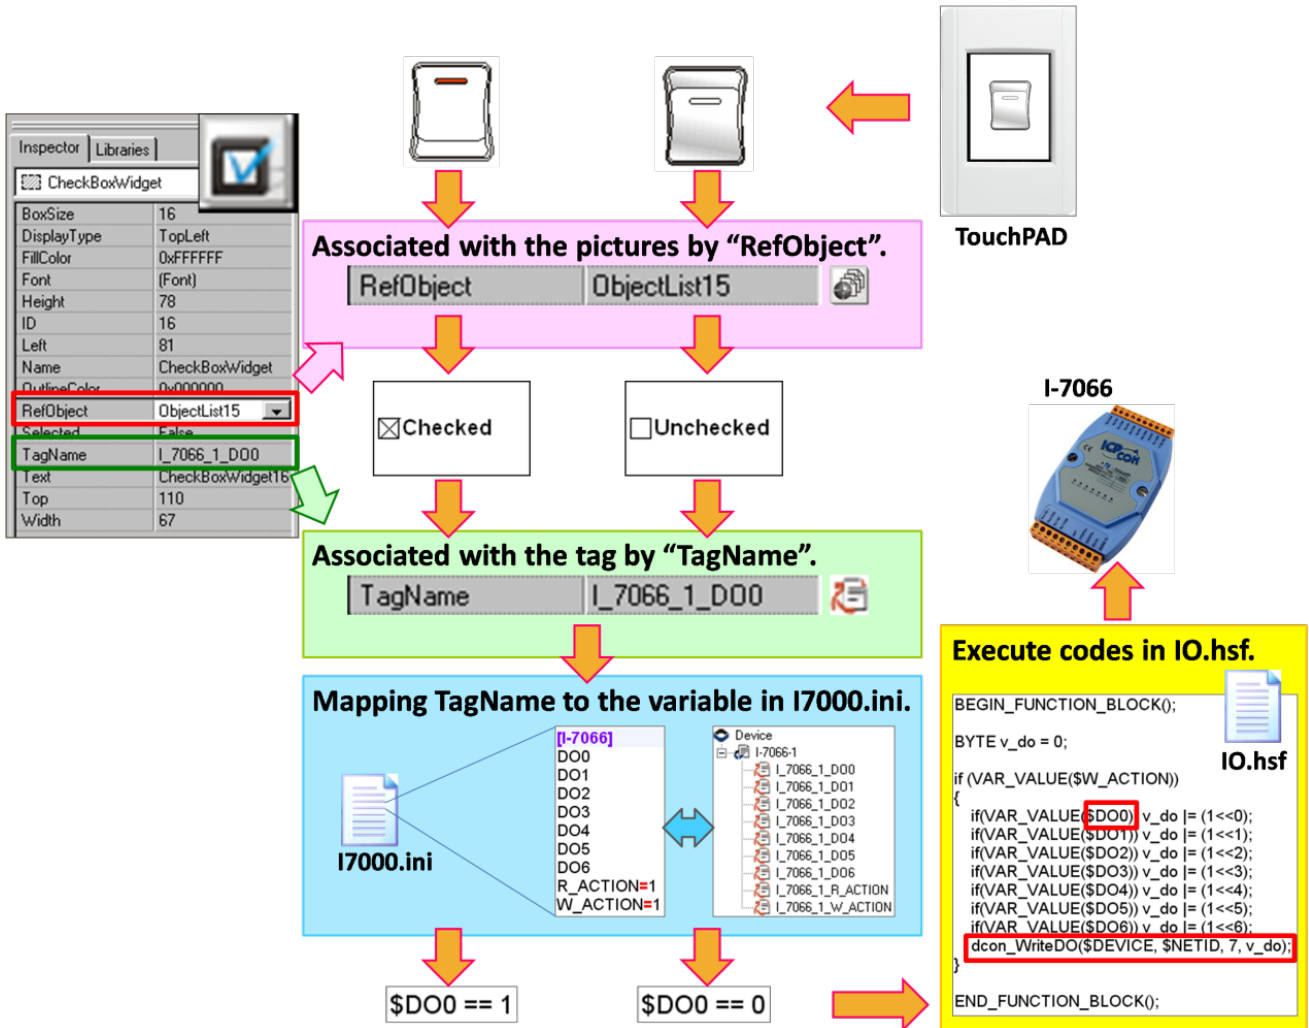 TouchPAD
Inspector
Libraries
CheckBoxWidget
BoxSize 16
DisplayType TopLeft
FillColor 0xFFFFFF
Font (Font)
Height 78
ID 16
Left 81
Name CheckBoxWidget
OutlineColor 0x000000
RefObject ObjectList15
Selected False
TagName I_7066_1_DO0
Text CheckBoxWidget16
Top 110
Width 67
Associated with the pictures by “RefObject”.
RefObject ObjectList15
Checked
Unchecked
Associated with the tag by “TagName”.
TagName I_7066_1_DO0
Mapping TagName to the variable in I7000.ini.
I7000.ini
[I-7066]
DO0
DO1
DO2
DO3
DO4
DO5
DO6
R_ACTION=1
W_ACTION=1
Device
I-7066-1
I_7066_1_DO0
I_7066_1_DO1
I_7066_1_DO2
I_7066_1_DO3
I_7066_1_DO4
I_7066_1_DO5
I_7066_1_DO6
I_7066_1_R_ACTION
I_7066_1_W_ACTION
$DO0 == 1
$DO0 == 0
I-7066
ICP
CON
Execute codes in IO.hsf.
IO.hsf
BEGIN_FUNCTION_BLOCK();
BYTE v_do = 0;
if (VAR_VALUE($W_ACTION))
{
if(VAR_VALUE($DO0)) v_do |= (1<<0);
if(VAR_VALUE($DO1)) v_do |= (1<<1);
if(VAR_VALUE($DO2)) v_do |= (1<<2);
if(VAR_VALUE($DO3)) v_do |= (1<<3);
if(VAR_VALUE($DO4)) v_do |= (1<<4);
if(VAR_VALUE($DO5)) v_do |= (1<<5);
if(VAR_VALUE($DO6)) v_do |= (1<<6);
dcon_WriteDO($DEVICE, $NETID, 7, v_do);
}
END_FUNCTION_BLOCK();